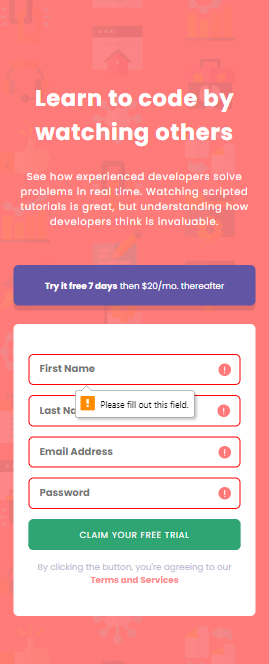 Learn to code by
watching others
See how experienced developers solve
problems in real time. Watching scripted
tutorials is great, but understanding how
developers think is invaluable.
Try it free 7 days then $20/mo. thereafter
First Name
Please fill out this field.
Last Na
Email Address
Password
CLAIM YOUR FREE TRIAL
By clicking the button, you're agreeing to our
Terms and Services